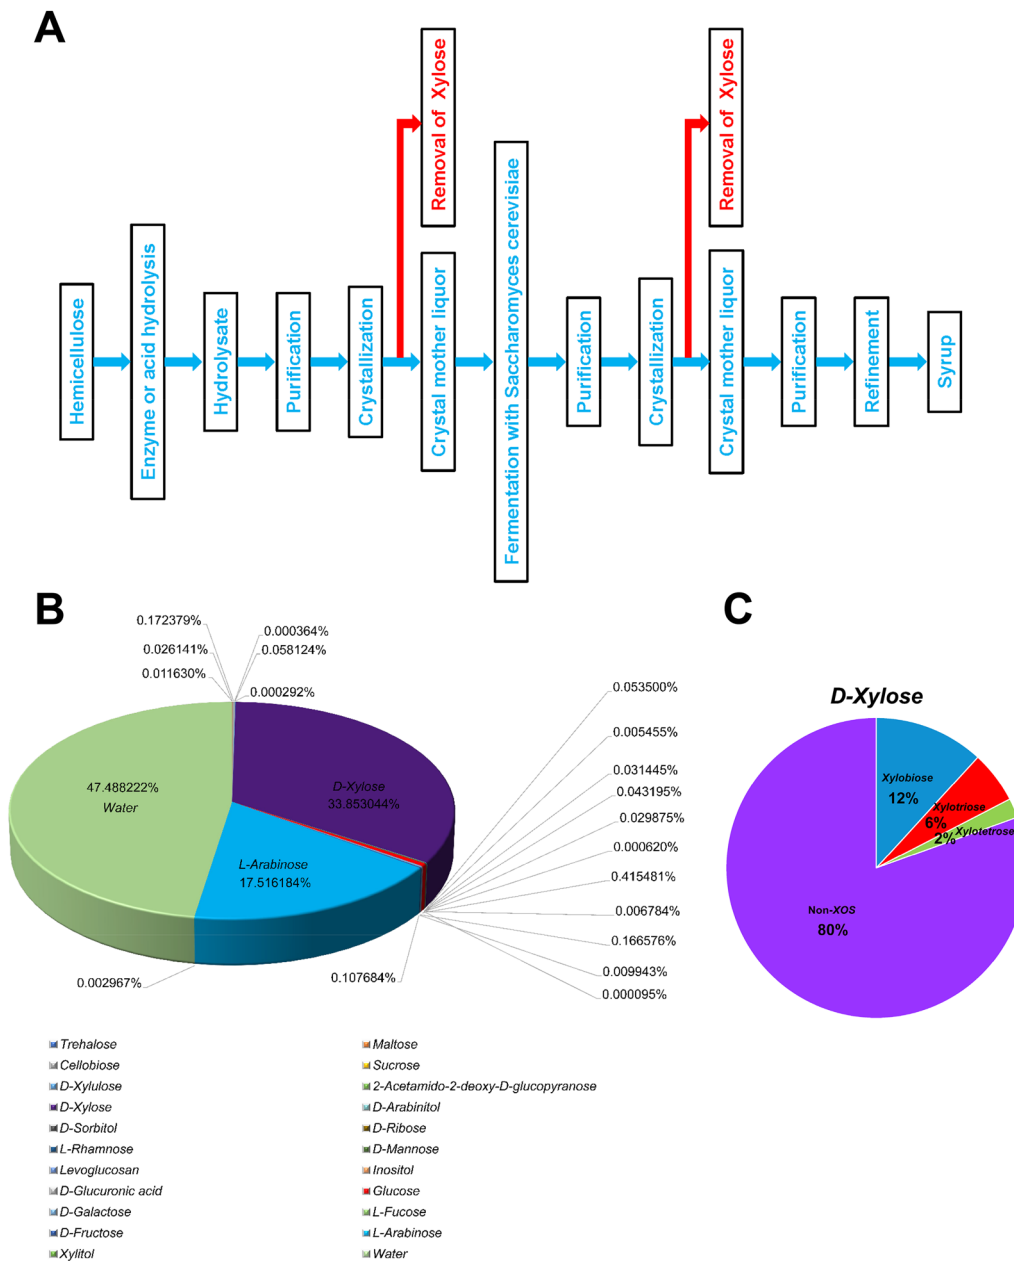 A
Hemicellulose
Enzyme or acid hydrolysis
Hydrolysate
Purification
Crystallization
Removal of Xylose
Crystal mother liquor
Fermentation with Saccharomyces cerevisiae
Purification
Crystallization
Removal of Xylose
Crystal mother liquor
Purification
Refinement
Syrup
B
0.172379%
0.026141%
0.011630%
0.000364%
0.058124%
0.000292%
47.488222%
Water
D-Xylose
33.853044%
L-Arabinose
17.516184%
0.053500%
0.005455%
0.031445%
0.043195%
0.029875%
0.000620%
0.415481%
0.006784%
0.166576%
0.009943%
0.000095%
0.107684%
0.002967%
Trehalose
Maltose
Cellobiose
Sucrose
D-Xylulose
2-Acetamido-2-deoxy-D-glucopyranose
D-Xylose
D-Arabinitol
D-Sorbitol
D-Ribose
L-Rhamnose
D-Mannose
Levoglucosan
Inositol
D-Glucuronic acid
Glucose
D-Galactose
L-Fucose
D-Fructose
L-Arabinose
Xylitol
Water
C
D-Xylose
Xylobiose
12%
Xylotriose
6%
Xylotetrose
2%
Non-XOS
80%